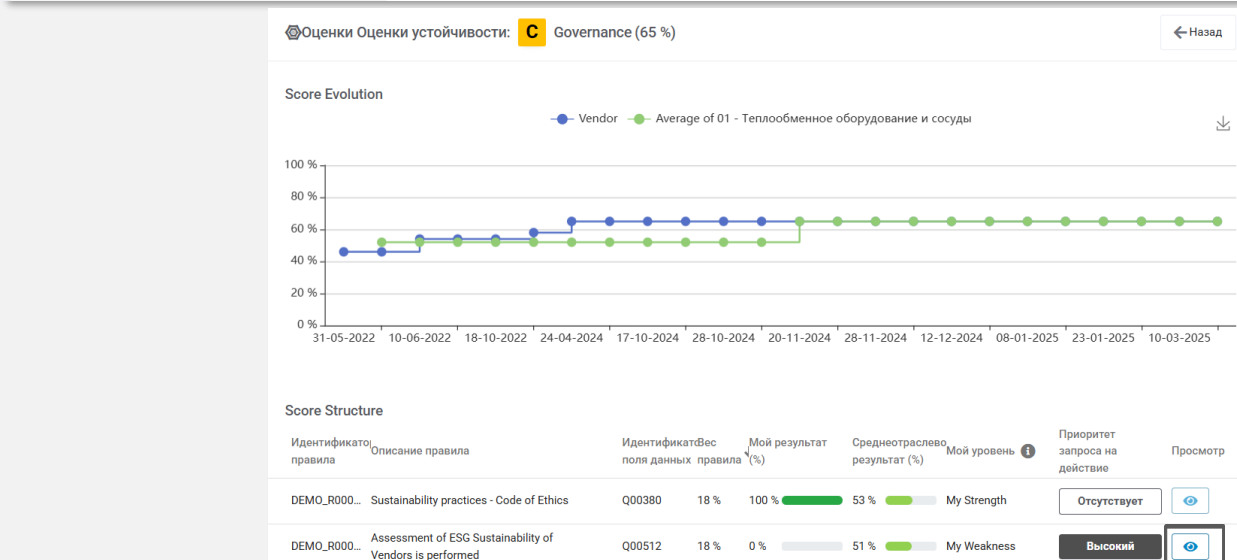 Оценки Оценки устойчивости: C Governance (65 %)
Назад
Score Evolution
Vendor Average of 01 - Теплообменное оборудование и сосуды
100 %
80 %
60 %
40 %
20 %
0 %
31-05-2022 10-06-2022 18-10-2022 24-04-2024 17-10-2024 28-10-2024 20-11-2024 28-11-2024 12-12-2024 08-01-2025 23-01-2025 10-03-2025
Score Structure
Идентификато Описание правила Идентификато Вес Мой результат Среднеотраслево Мой уровень Приоритет Просмотр
правила поля данных правила (%) результат (%) запроса на
действие
DEMO_R000... Sustainability practices - Code of Ethics Q00380 18 % 100 % 53 % My Strength Отсутствует
DEMO_R000... Assessment of ESG Sustainability of Q00512 18 % 0 % 51 % My Weakness Высокий
Vendors is performed